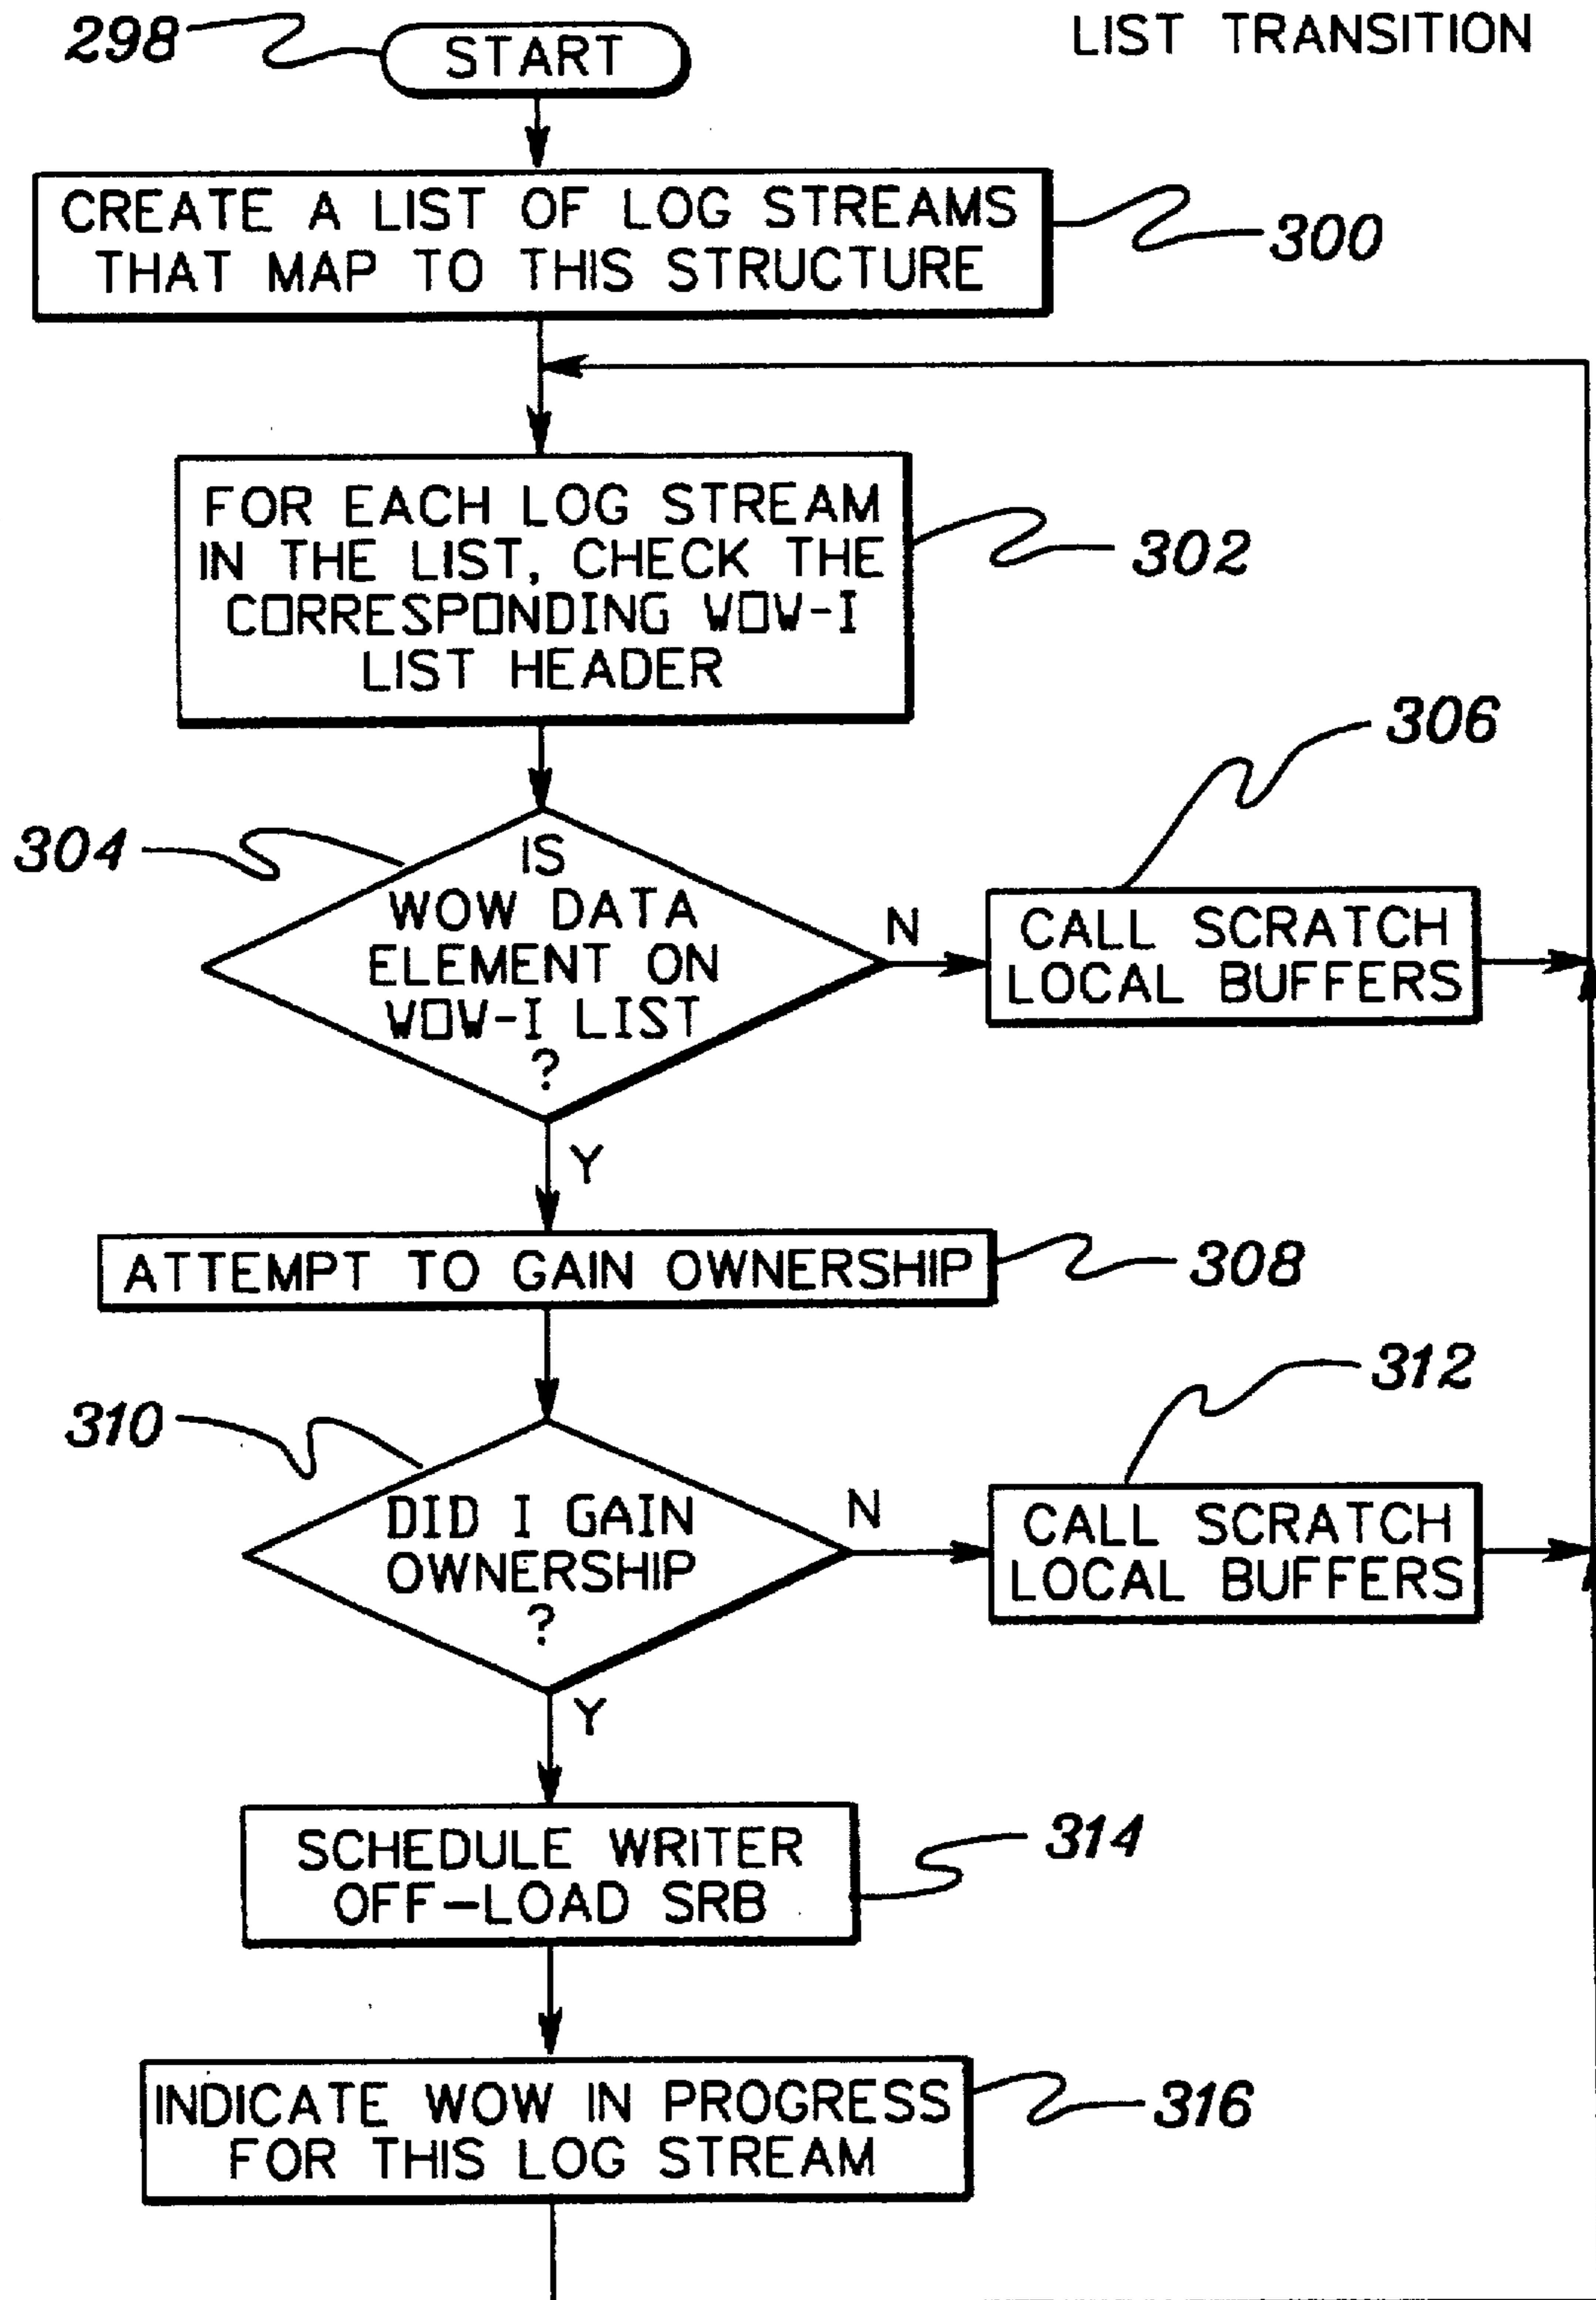 298
START
LIST TRANSITION
CREATE A LIST OF LOG STREAMS
THAT MAP TO THIS STRUCTURE
300
FOR EACH LOG STREAM
IN THE LIST, CHECK THE
CORRESPONDING WOW-I
LIST HEADER
302
304
IS
WOW DATA
ELEMENT ON
WOW-I LIST
?
N
306
CALL SCRATCH
LOCAL BUFFERS
Y
ATTEMPT TO GAIN OWNERSHIP
308
310
DID I GAIN
OWNERSHIP
?
N
312
CALL SCRATCH
LOCAL BUFFERS
Y
SCHEDULE WRITER
OFF-LOAD SRB
314
INDICATE WOW IN PROGRESS
FOR THIS LOG STREAM
316